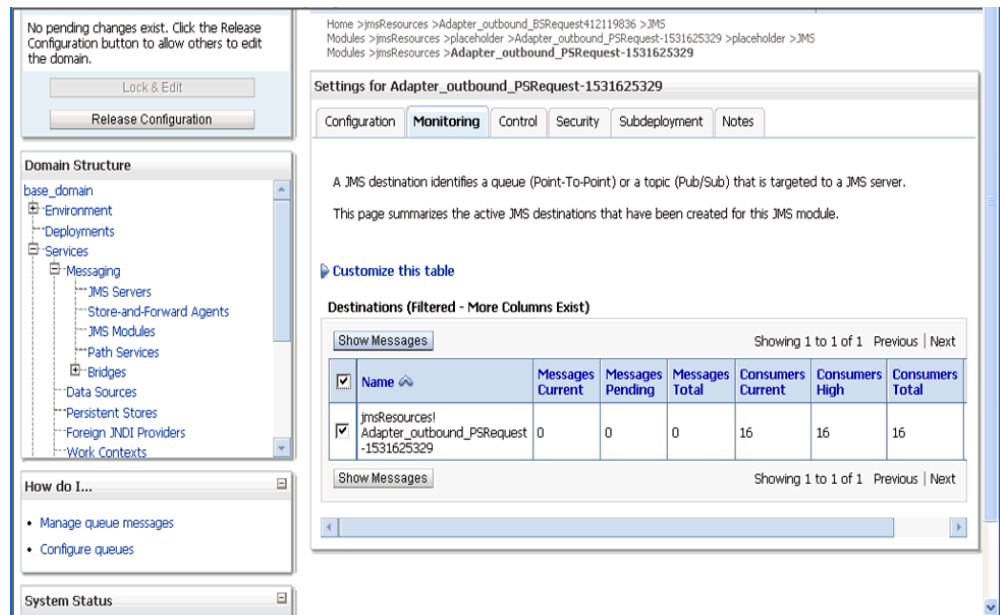 No pending changes exist. Click the Release
Configuration button to allow others to edit
the domain.
Lock & Edit
Release Configuration
Domain Structure
base_domain
Environment
Deployments
Services
Messaging
JMS Servers
Store-and-Forward Agents
JMS Modules
Path Services
Bridges
Data Sources
Persistent Stores
Foreign JNDI Providers
Work Contexts
How do I...
Manage queue messages
Configure queues
System Status
Home >jmsResources >Adapter_outbound_BSRequest412119836 >JMS
Modules >jmsResources >placeholder >Adapter_outbound_PSRequest-1531625329 >placeholder >JMS
Modules >jmsResources >Adapter_outbound_PSRequest-1531625329
Settings for Adapter_outbound_PSRequest-1531625329
Configuration Monitoring Control Security Subdeployment Notes
A JMS destination identifies a queue (Point-To-Point) or a topic (Pub/Sub) that is targeted to a JMS server.
This page summarizes the active JMS destinations that have been created for this JMS module.
Customize this table
Destinations (Filtered - More Columns Exist)
Show Messages Showing 1 to 1 of 1 Previous | Next
Name Messages Current Messages Pending Messages Total Consumers Current Consumers High Consumers Total
jmsResources!
Adapter_outbound_PSRequest 0 0 0 16 16 16
-1531625329
Show Messages Showing 1 to 1 of 1 Previous | Next